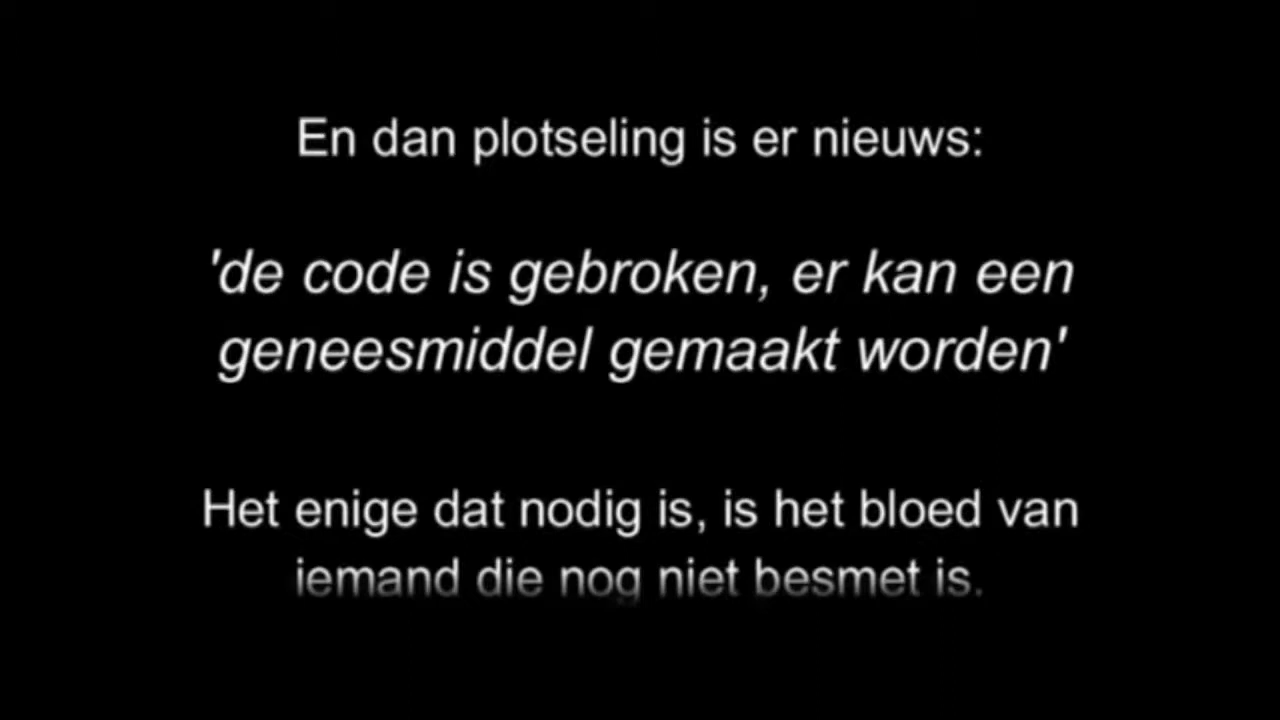 En dan plotseling is er nieuws:
'de code is gebroken, er kan een
geneesmiddel gemaakt worden'
Het enige dat nodig is, is het bloed van
iemand die nog niet besmet is.